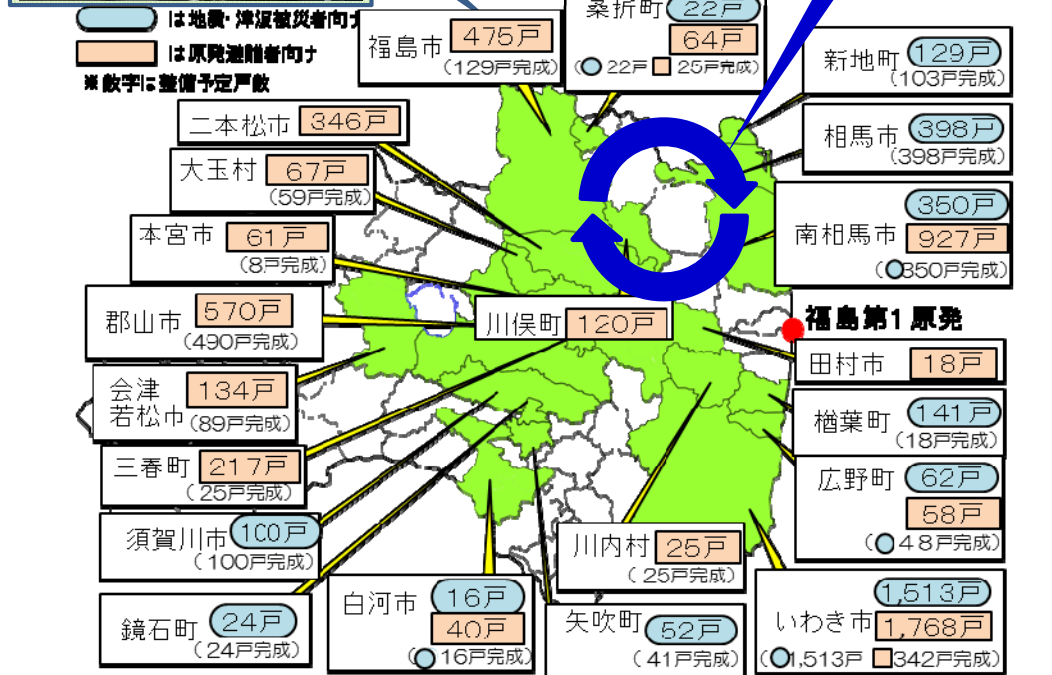 は地震・津波被災者向け
は原発避難者向け
※数字は整備予定戸数
福島市 475戸
(129戸完成)
桑折町 22戸
64戸
(22戸 25戸完成)
新地町 129戸
(103戸完成)
相馬市 398戸
(398戸完成)
南相馬市 350戸
927戸
(350戸完成)
二本松市 346戸
大玉村 67戸
(59戸完成)
本宮市 61戸
(8戸完成)
郡山市 570戸
(490戸完成)
川俣町 120戸
福島第1原発
田村市 18戸
会津
若松市 134戸
(89戸完成)
楢葉町 141戸
(18戸完成)
三春町 217戸
(25戸完成)
広野町 62戸
58戸
(48戸完成)
須賀川市 100戸
(100戸完成)
川内村 25戸
(25戸完成)
鏡石町 24戸
(24戸完成)
白河市 16戸
40戸
(16戸完成)
矢吹町 52戸
(41戸完成)
いわき市 1,513戸
1,768戸
(1,513戸 342戸完成)